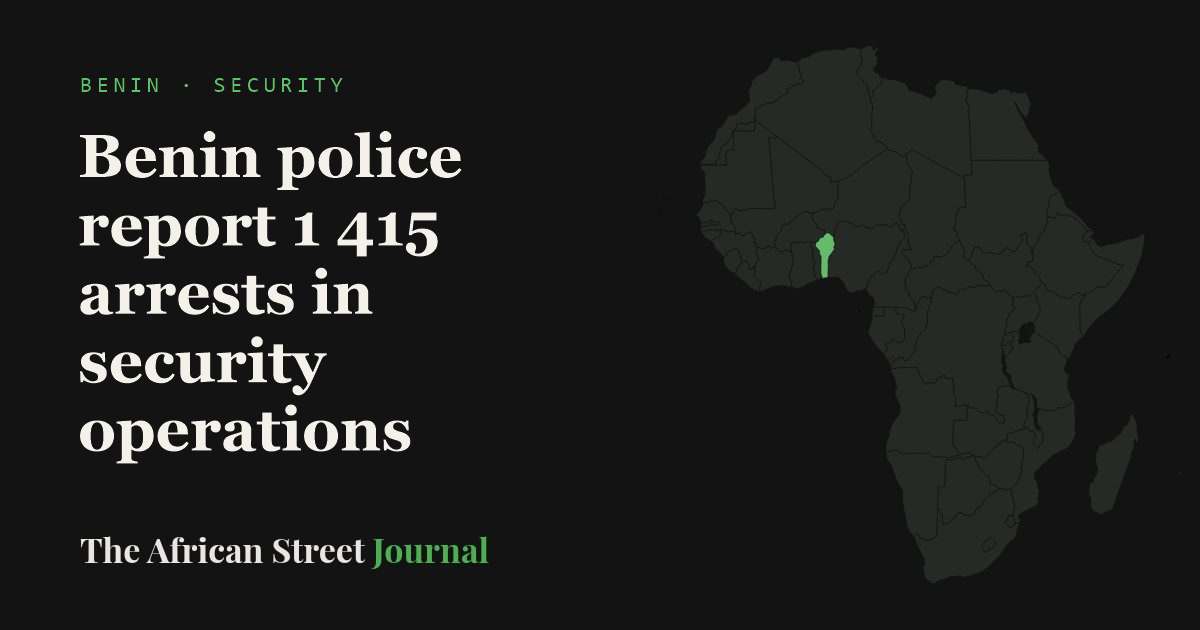 BENIN · SECURITY
Benin police
report 1 415
arrests in
security
operations
The African Street Journal